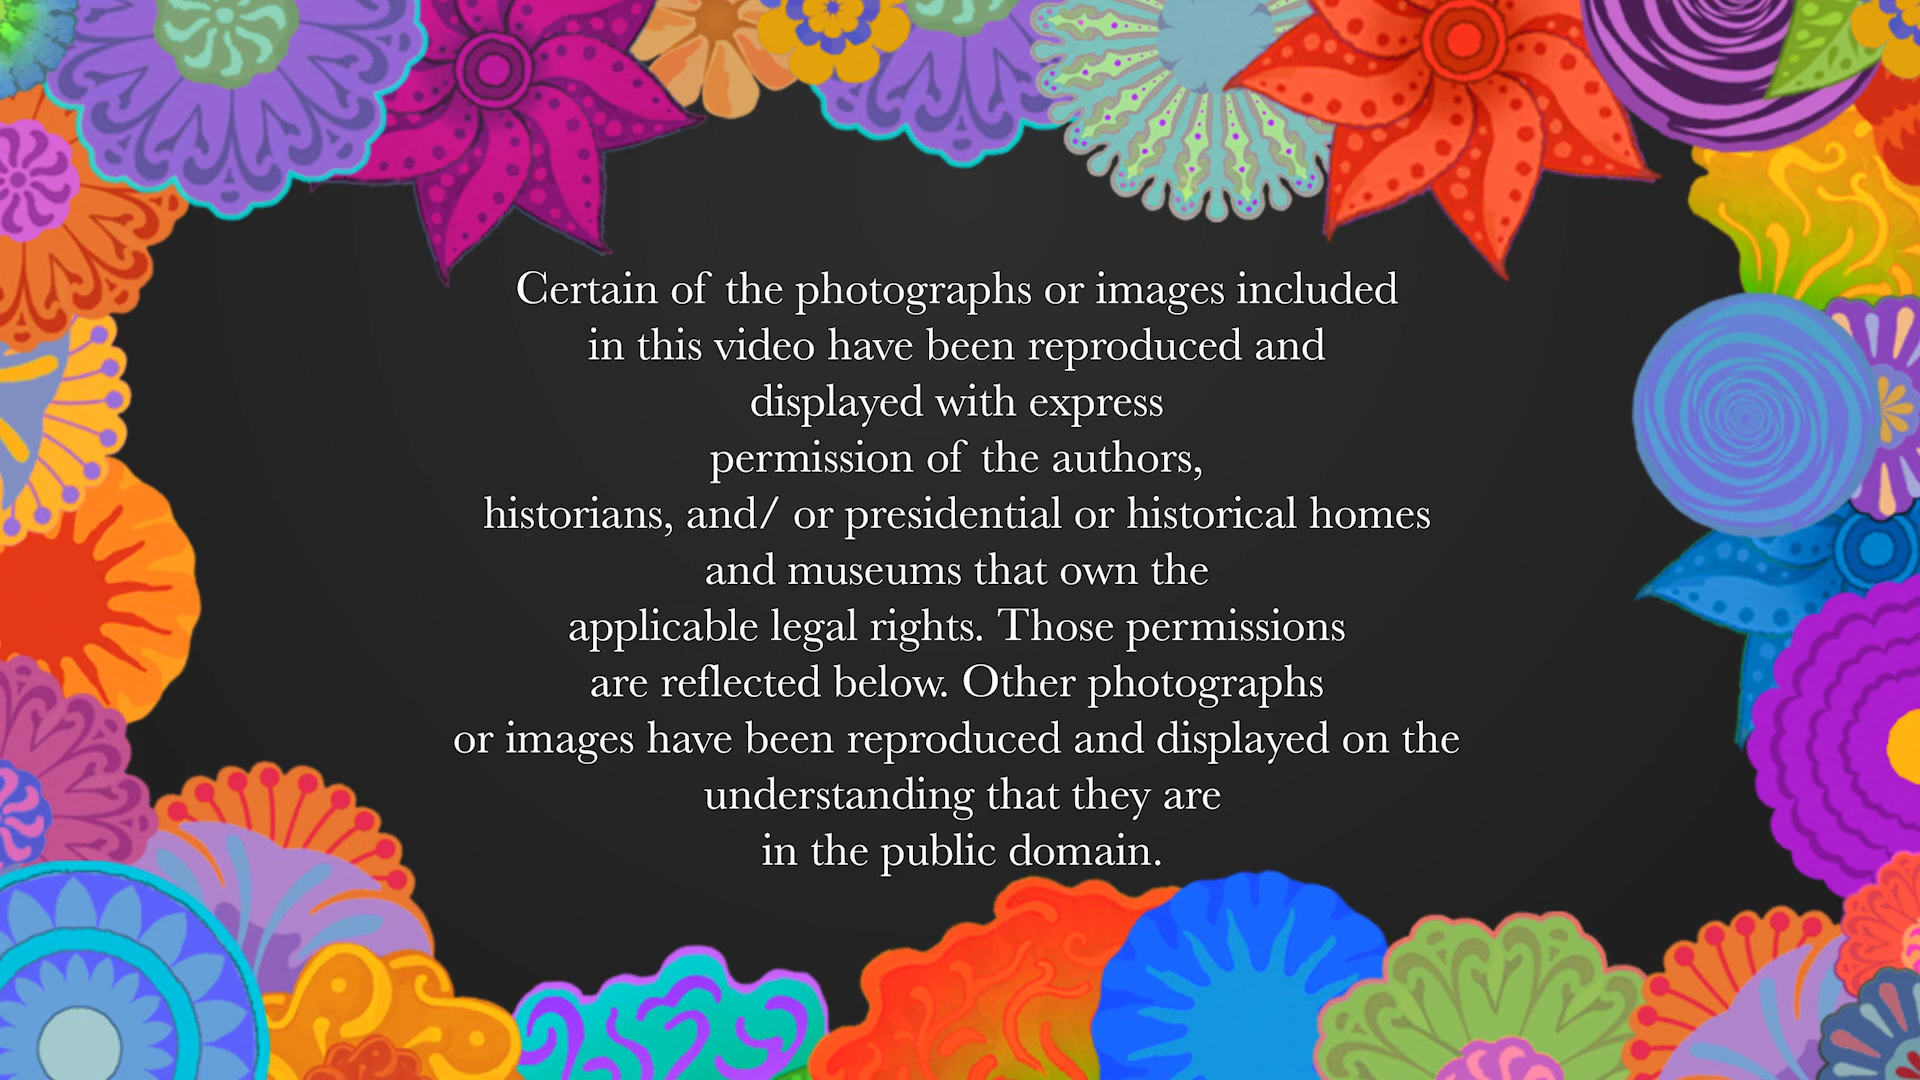 Certain of the photographs or images included
in this video have been reproduced and
displayed with express
permission of the authors,
historians, and/ or presidential or historical homes
and museums that own the
applicable legal rights. Those permissions
are reflected below. Other photographs
or images have been reproduced and displayed on the
understanding that they are
in the public domain.